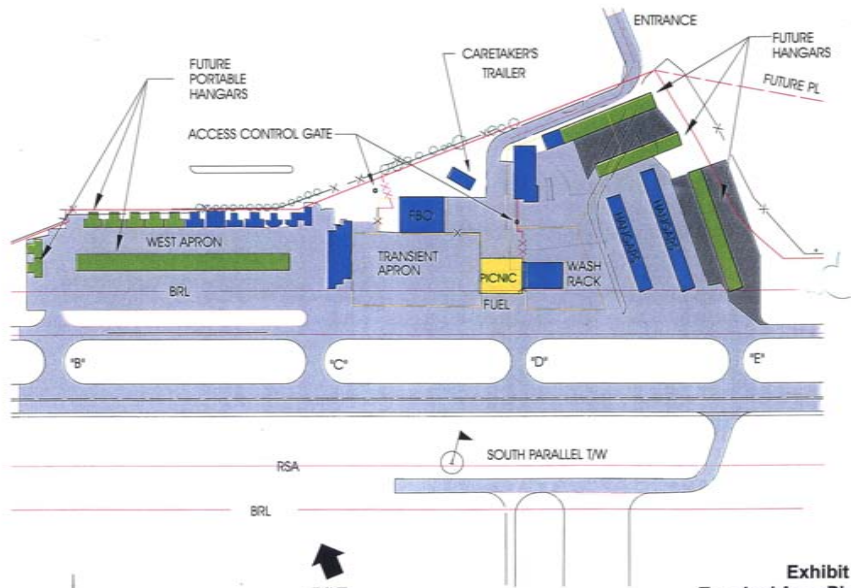 ENTRANCE
FUTURE
PORTABLE
HANGARS
CARETAKER'S
TRAILER
FUTURE
HANGARS
FUTURE PL
ACCESS CONTROL GATE
FBO
HANGARS
HANGARS
WEST APRON
TRANSIENT
APRON
PICNIC
WASH
RACK
BRL
FUEL
"B"
"C"
"D"
"E"
SOUTH PARALLEL T/W
RSA
BRL
Exhibit